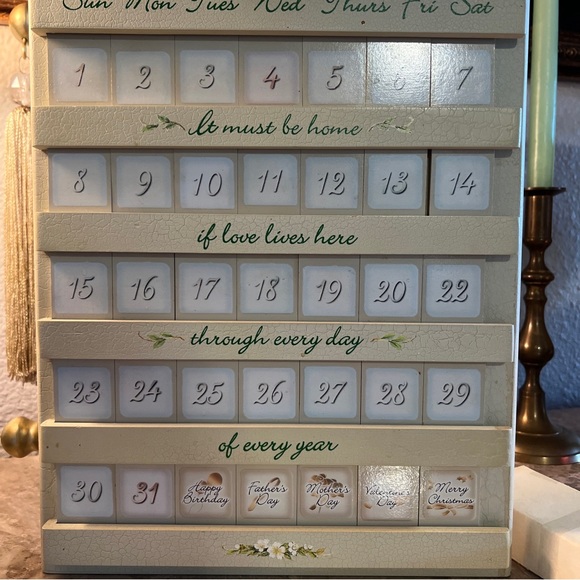 Sun Mon Tues Wed Thurs Fri Sat
1 2 3 4 5 6 7
It must be home
8 9 10 11 12 13 14
if love lives here
15 16 17 18 19 20 22
through every day
23 24 25 26 27 28 29
of every year
30 31 Happy Birthday Father's Day Mother's Day Valentine's Day Merry Christmas